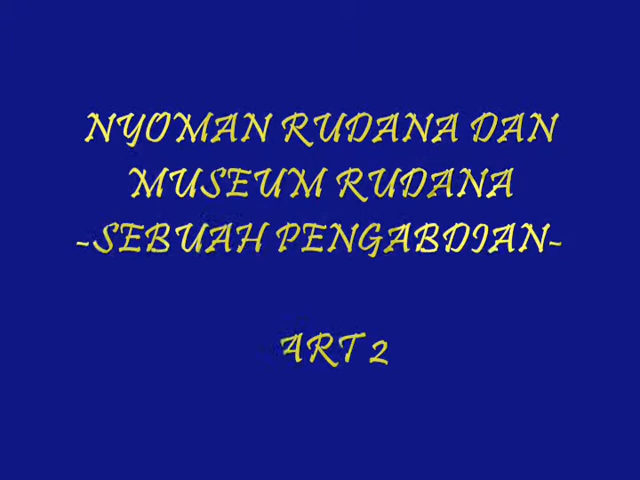 NYOMAN RUDANA DAN
MUSEUM RUDANA
-SEBUAH PENGABDIAN-
ART 2